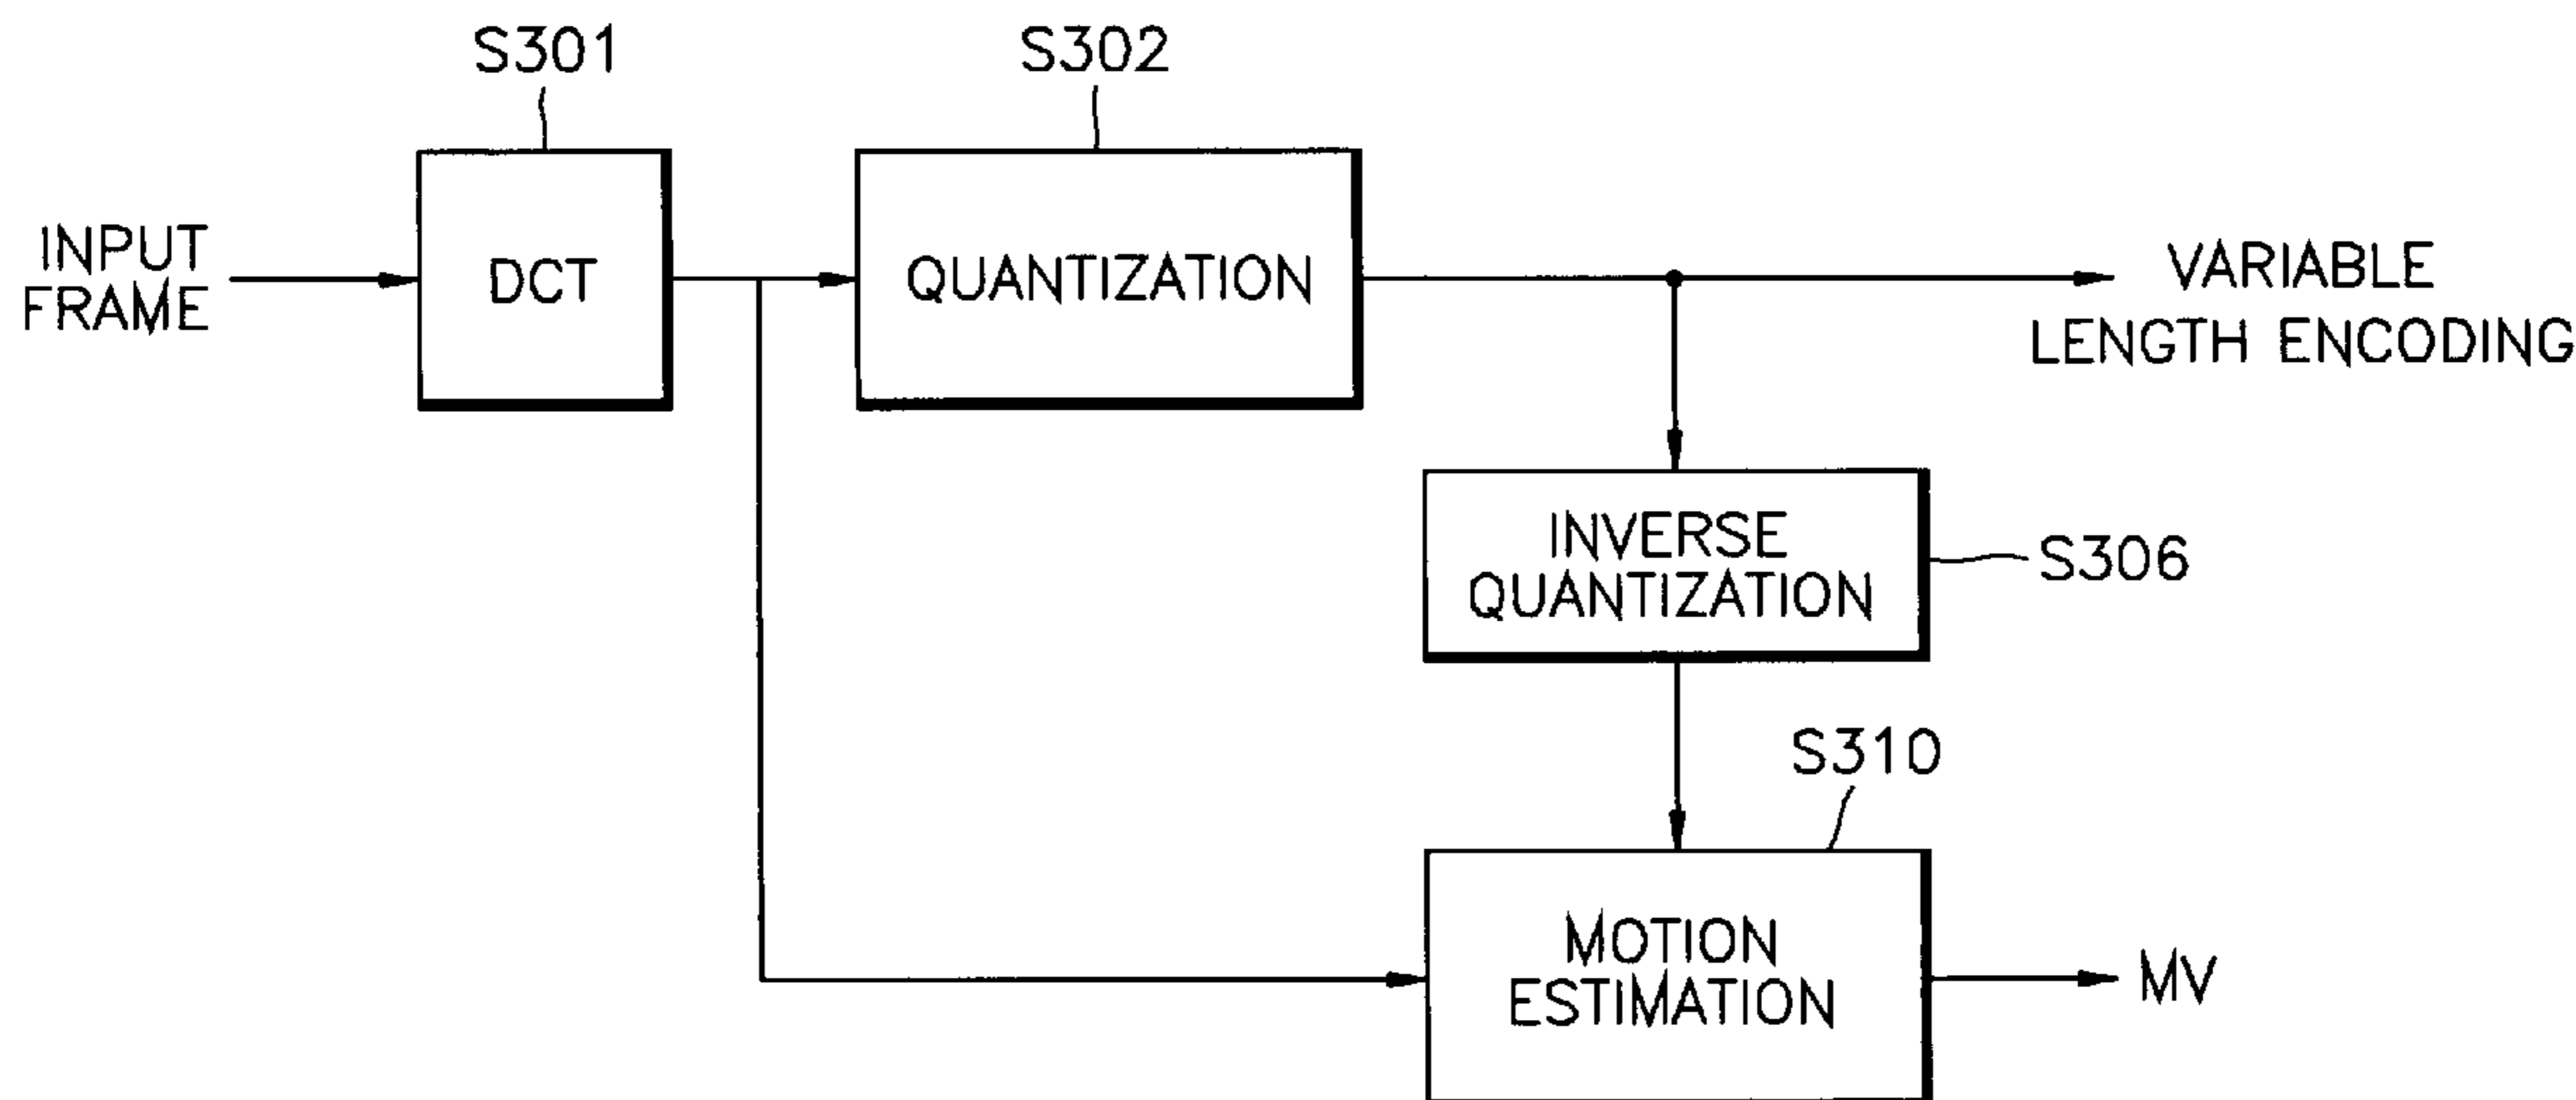 S301
S302
INPUT
FRAME
DCT
QUANTIZATION
VARIABLE
LENGTH ENCODING
INVERSE
QUANTIZATION
S306
S310
MOTION
ESTIMATION
MV